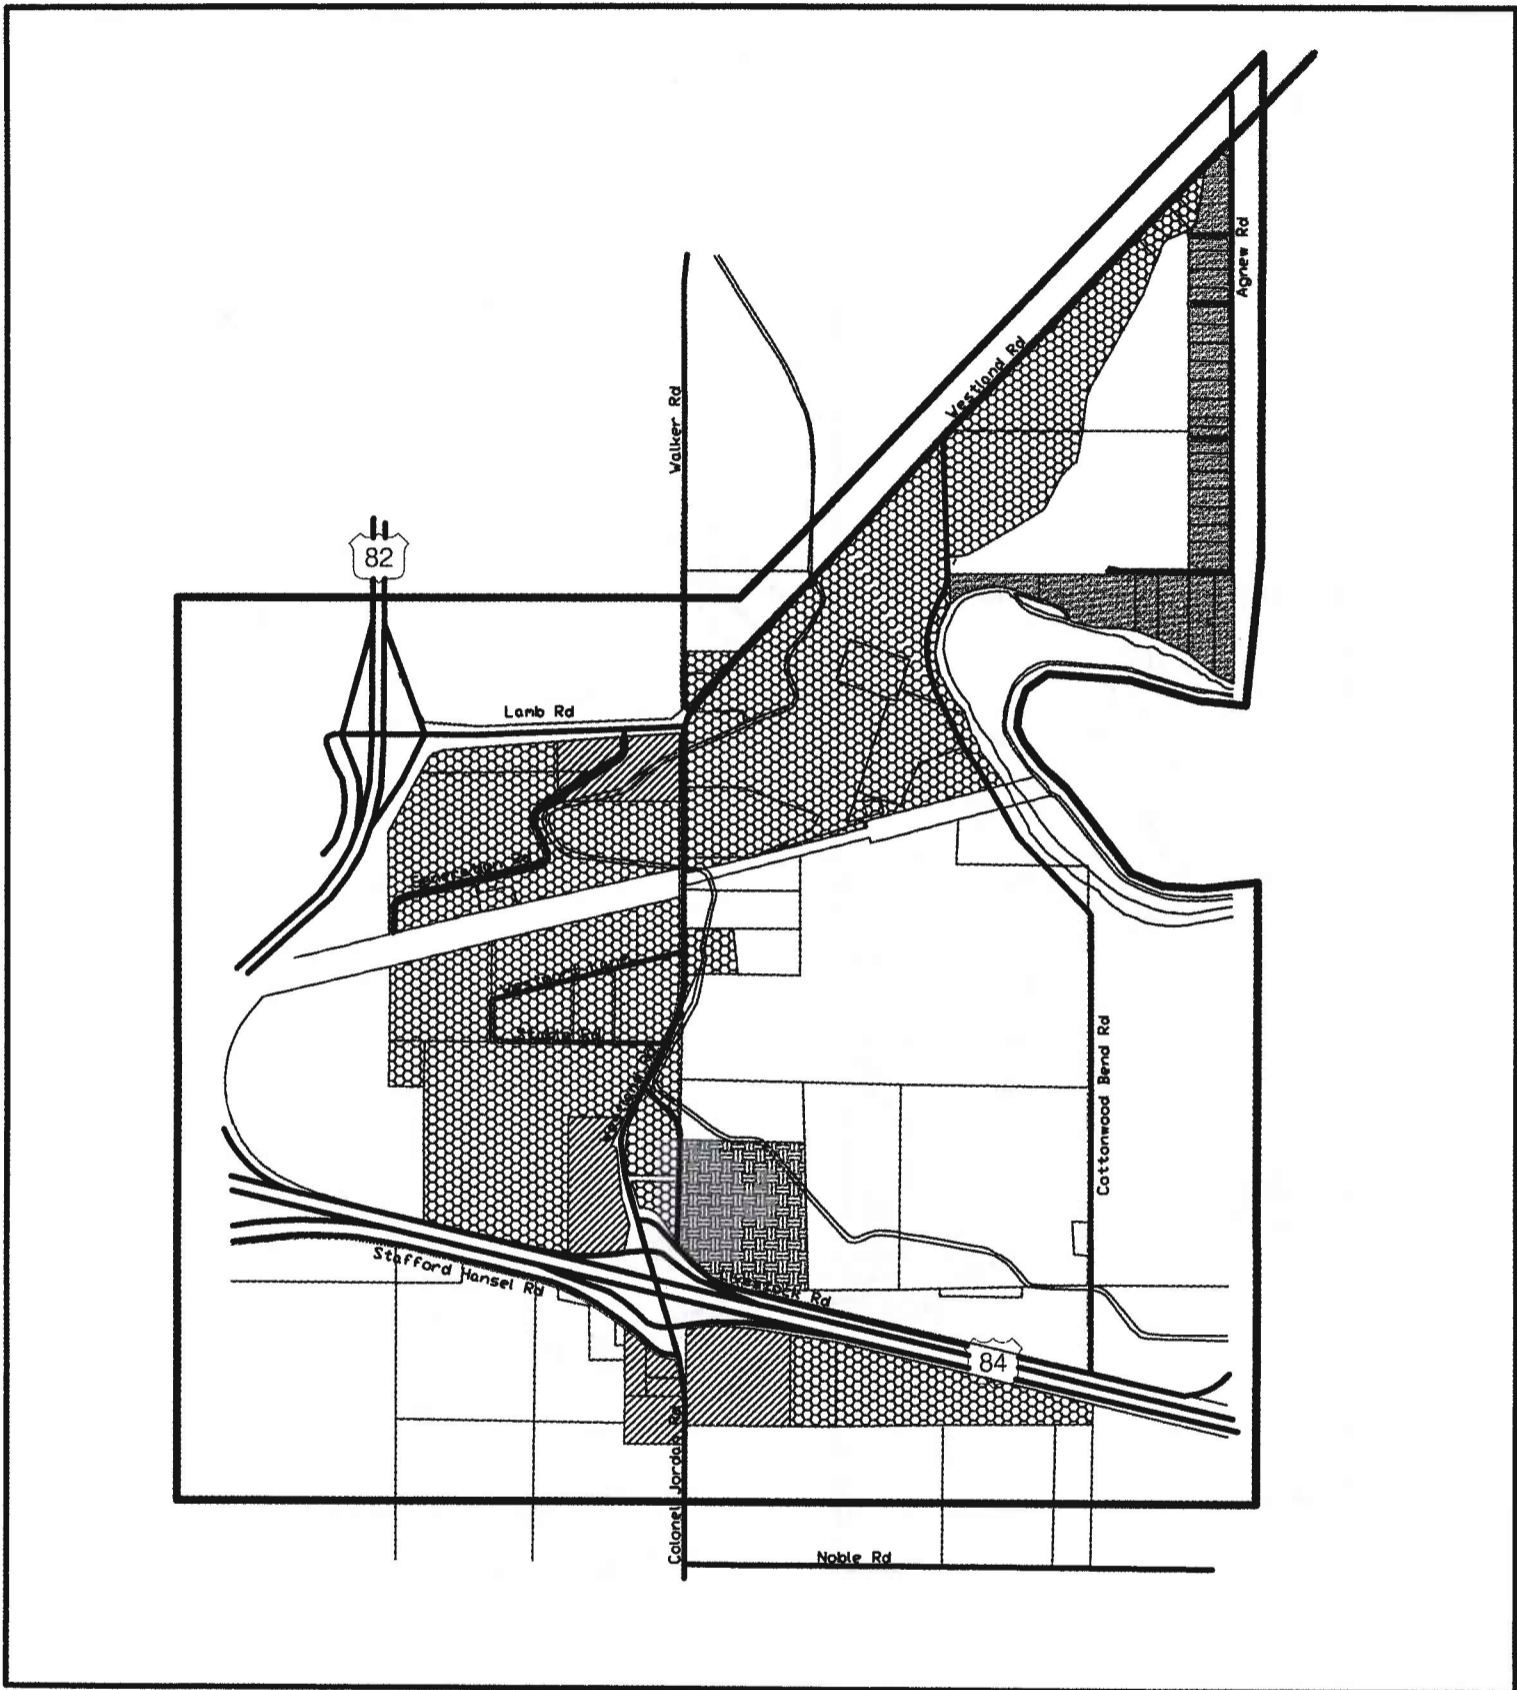 Agnew Rd
Westland Rd
Walker Rd
82
Lamb Rd
Stafford Hansel Rd
Rd
84
Cottonwood Bend Rd
Colonel Jordan Rd
Noble Rd